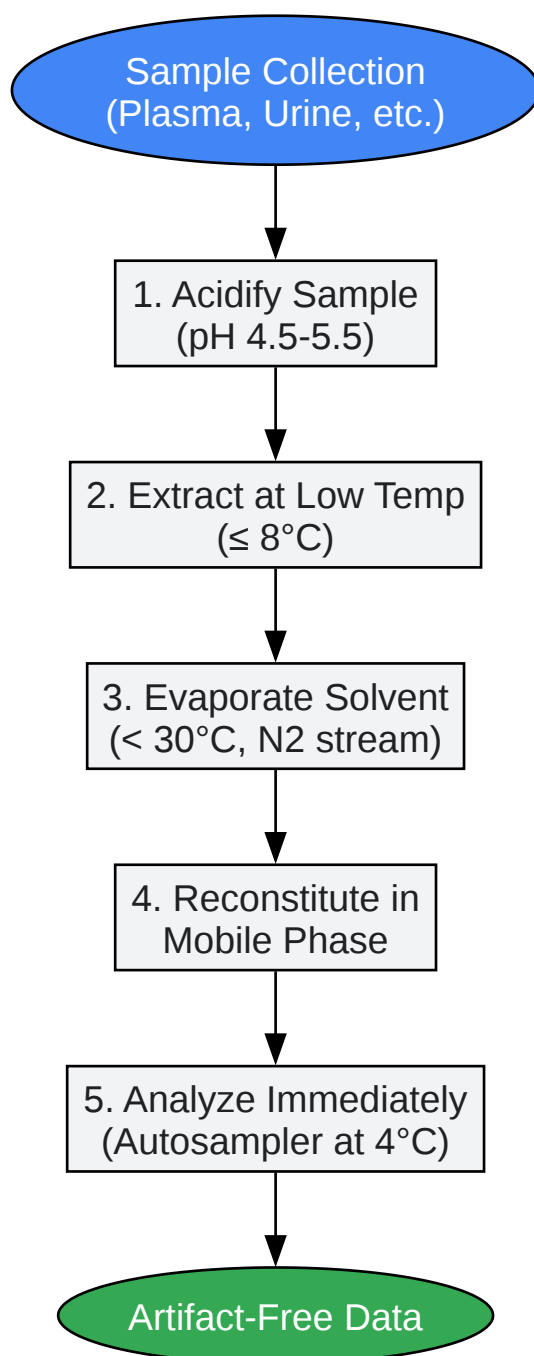 Sample Collection
(Plasma, Urine, etc.)
1. Acidify Sample
(pH 4.5-5.5)
2. Extract at Low Temp
(≤ 8°C)
3. Evaporate Solvent
(< 30°C, N2 stream)
4. Reconstitute in
Mobile Phase
5. Analyze Immediately
(Autosampler at 4°C)
Artifact-Free Data